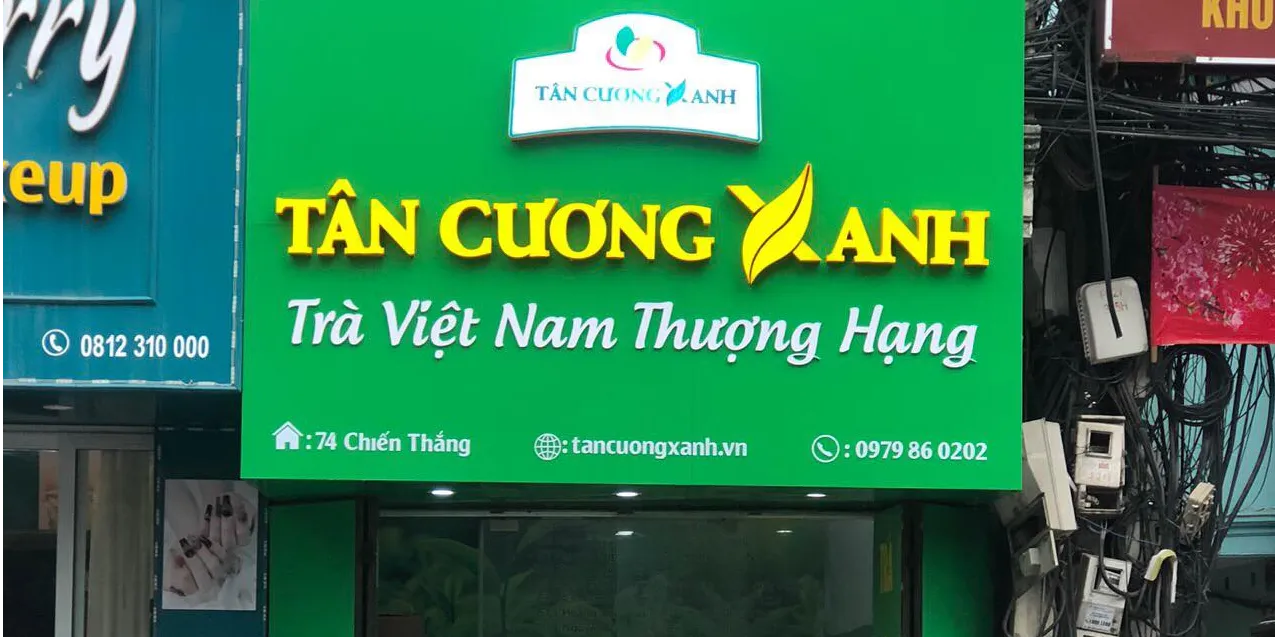 rry
keup
0812 310 000
TÂN CƯƠNG XANH
TÂN CƯƠNG XANH
Trà Việt Nam Thượng Hạng
: 74 Chiến Thắng
: tancuongxanh.vn
: 0979 86 0202
KHU